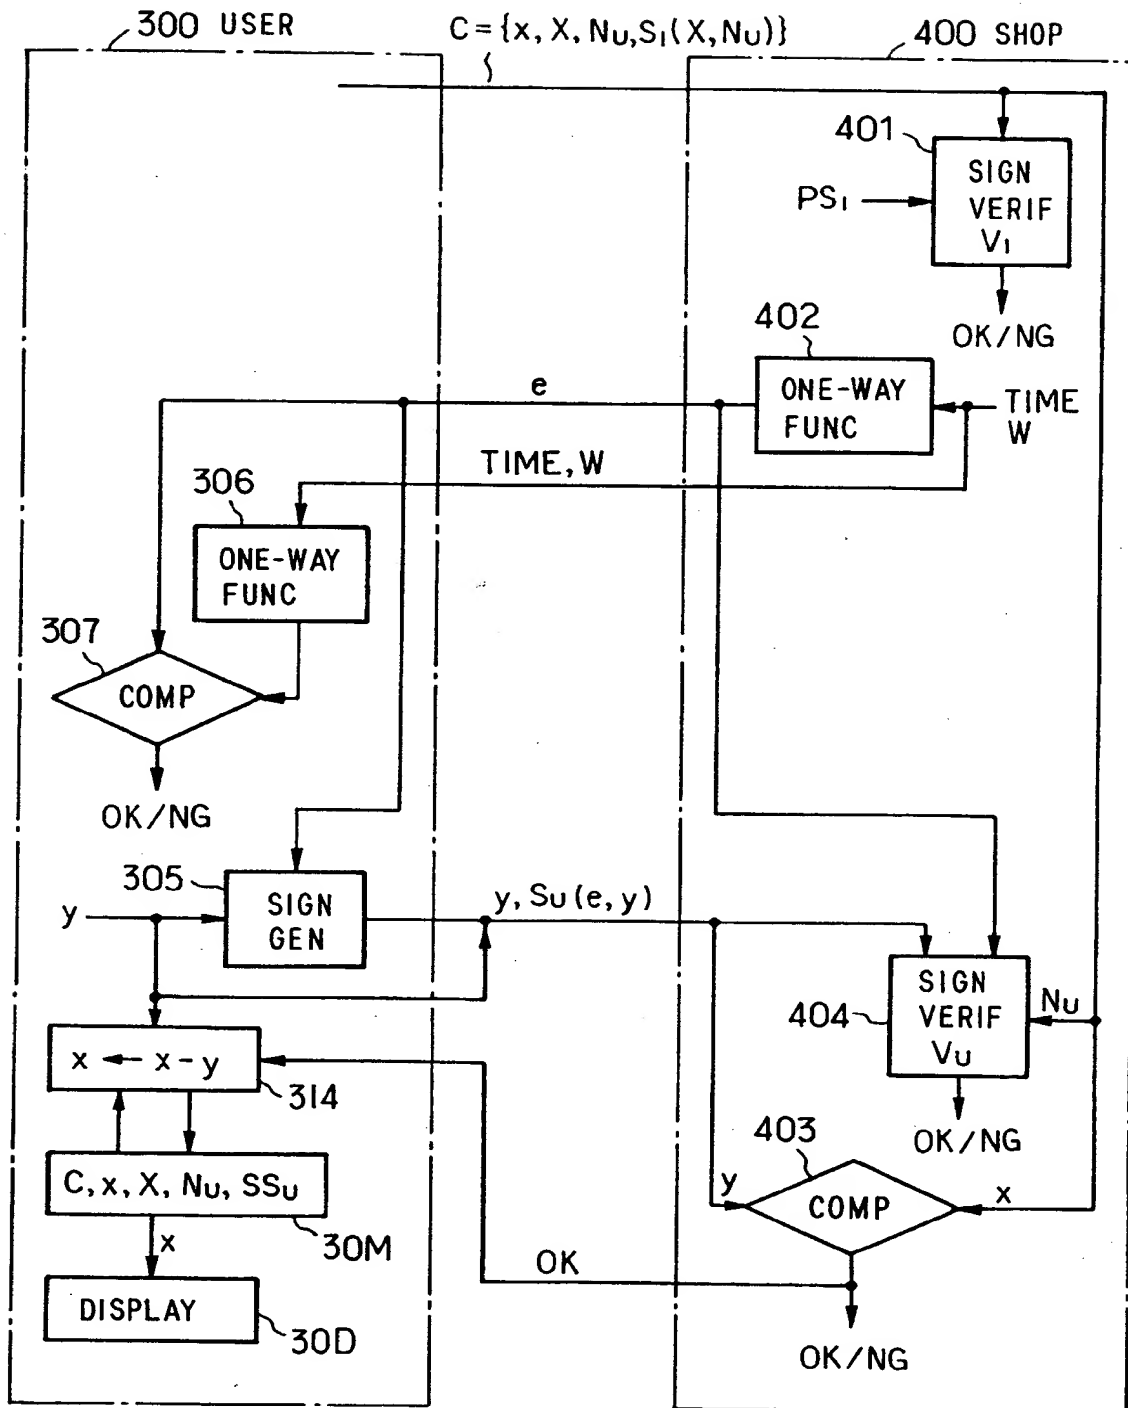 300 USER
C = {x, X, Nu, S1(X, Nu)}
400 SHOP
401
SIGN
VERIF
V1
PS1
OK/NG
402
ONE-WAY
FUNC
TIME
W
e
TIME, W
306
ONE-WAY
FUNC
307
COMP
OK/NG
305
SIGN
GEN
y
y, Su(e, y)
SIGN
VERIF
Vu
404
Nu
OK/NG
x ← x - y
314
403
COMP
y
x
C, x, X, Nu, SSu
30M
x
OK
DISPLAY
30D
OK/NG